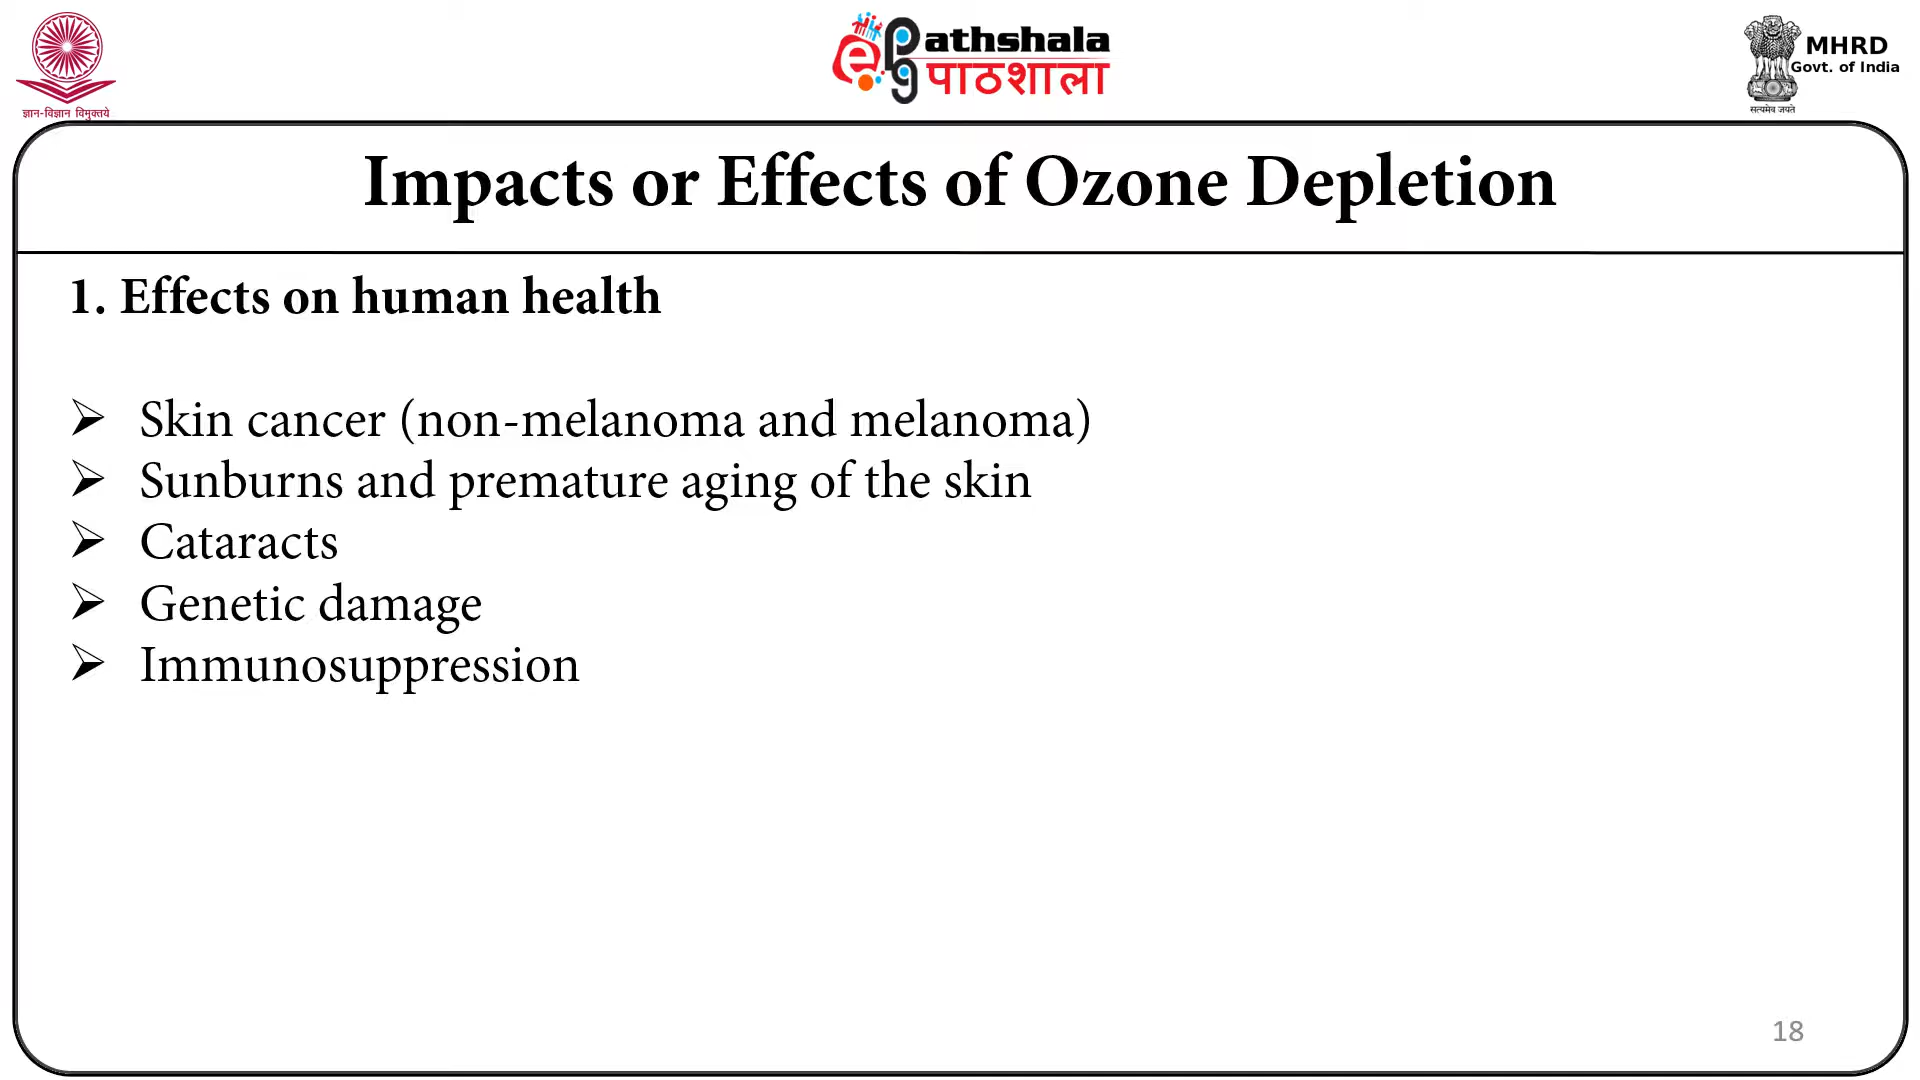 ज्ञान-विज्ञान विमुक्तये
e PG Pathshala
पाठशाला
MHRD
Govt. of India
सत्यमेव जयते
Impacts or Effects of Ozone Depletion
1. Effects on human health
➢ Skin cancer (non-melanoma and melanoma)
➢ Sunburns and premature aging of the skin
➢ Cataracts
➢ Genetic damage
➢ Immunosuppression
18